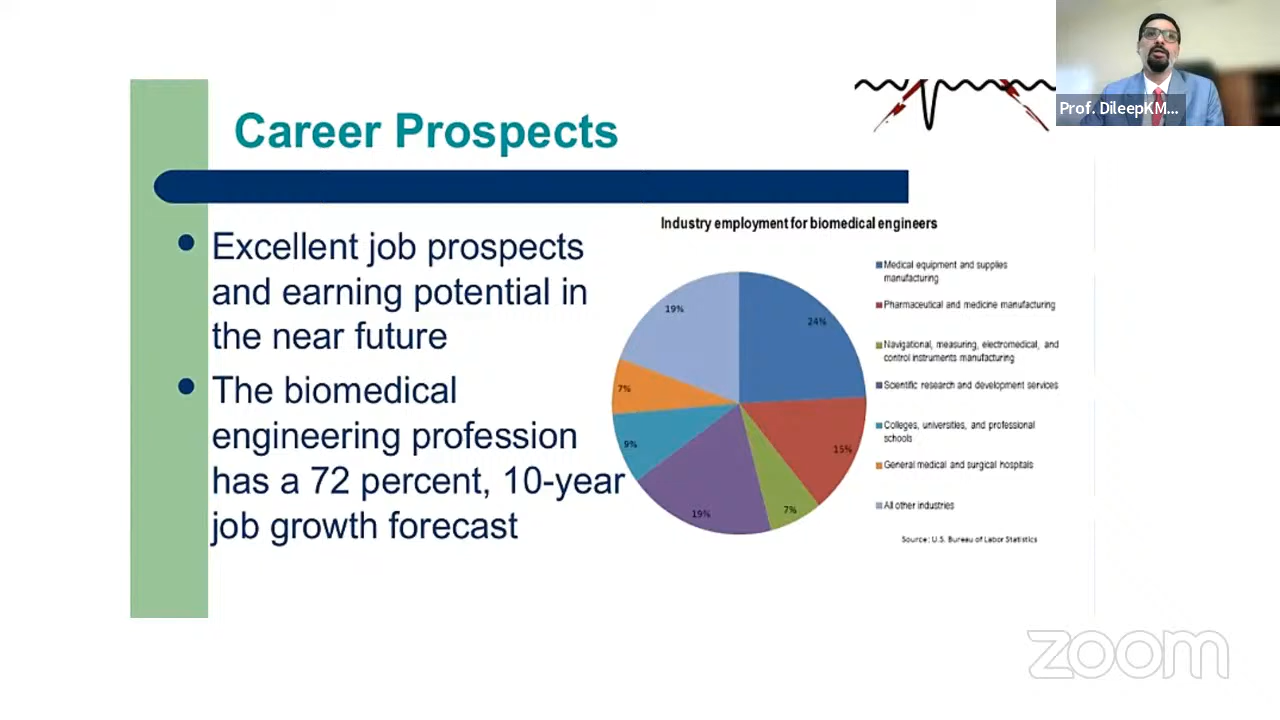 Prof. DileepKM...
Career Prospects
Excellent job prospects
and earning potential in
the near future
The biomedical
engineering profession
has a 72 percent, 10-year
job growth forecast
Industry employment for biomedical engineers
19%
24%
7%
9%
15%
19%
7%
Medical equipment and supplies
manufacturing
Pharmaceutical and medicine manufacturing
Navigational, measuring, electromedical, and
control instruments manufacturing
Scientific research and development services
Colleges, universities, and professional
schools
General medical and surgical hospitals
All other industries
Source: U.S. Bureau of Labor Statistics
zoom